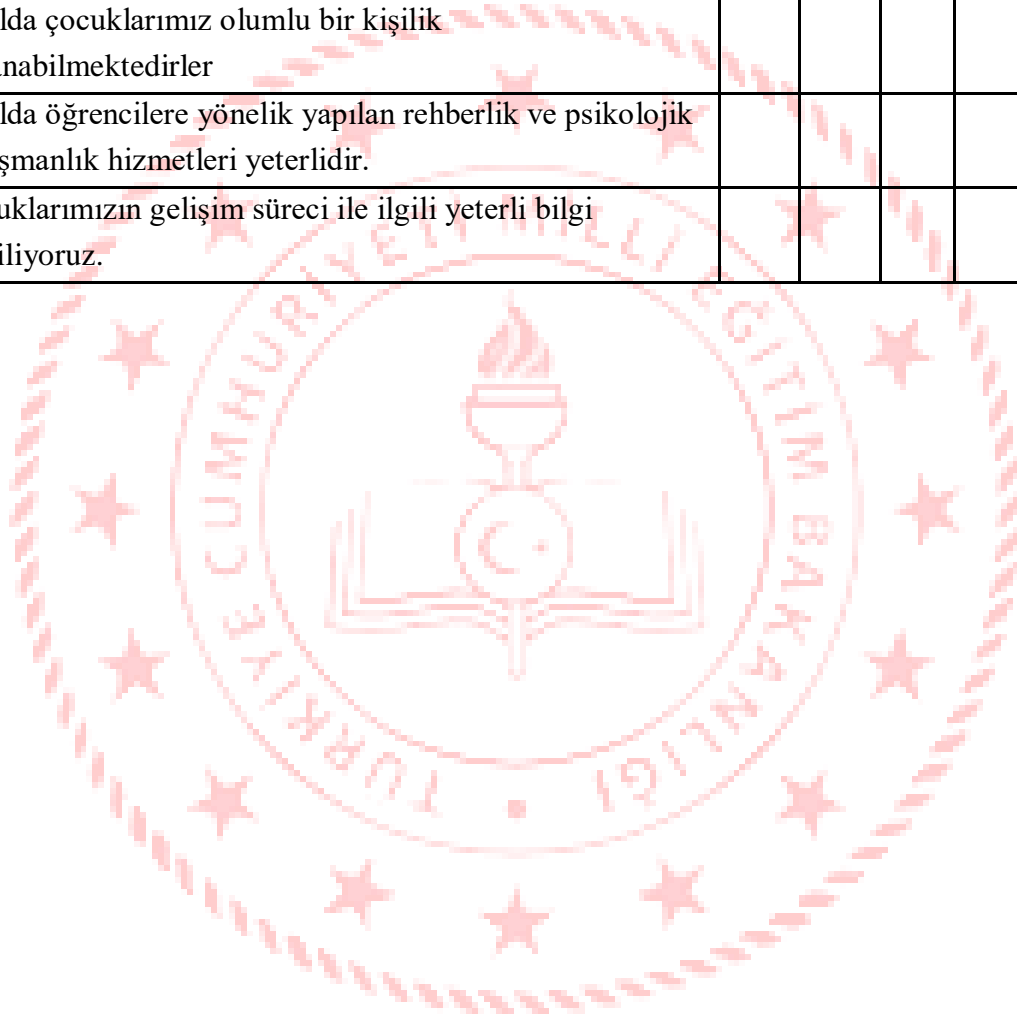 lda çocuklarımız olumlu bir kişilik
anabilmektedirler
lda öğrencilere yönelik yapılan rehberlik ve psikolojik
şmanlık hizmetleri yeterlidir.
uklarımızın gelişim süreci ile ilgili yeterli bilgi
iliyoruz.
TÜRKİYE CUMHURİYETİ MİLLİ EĞİTİM BAKANLIĞI